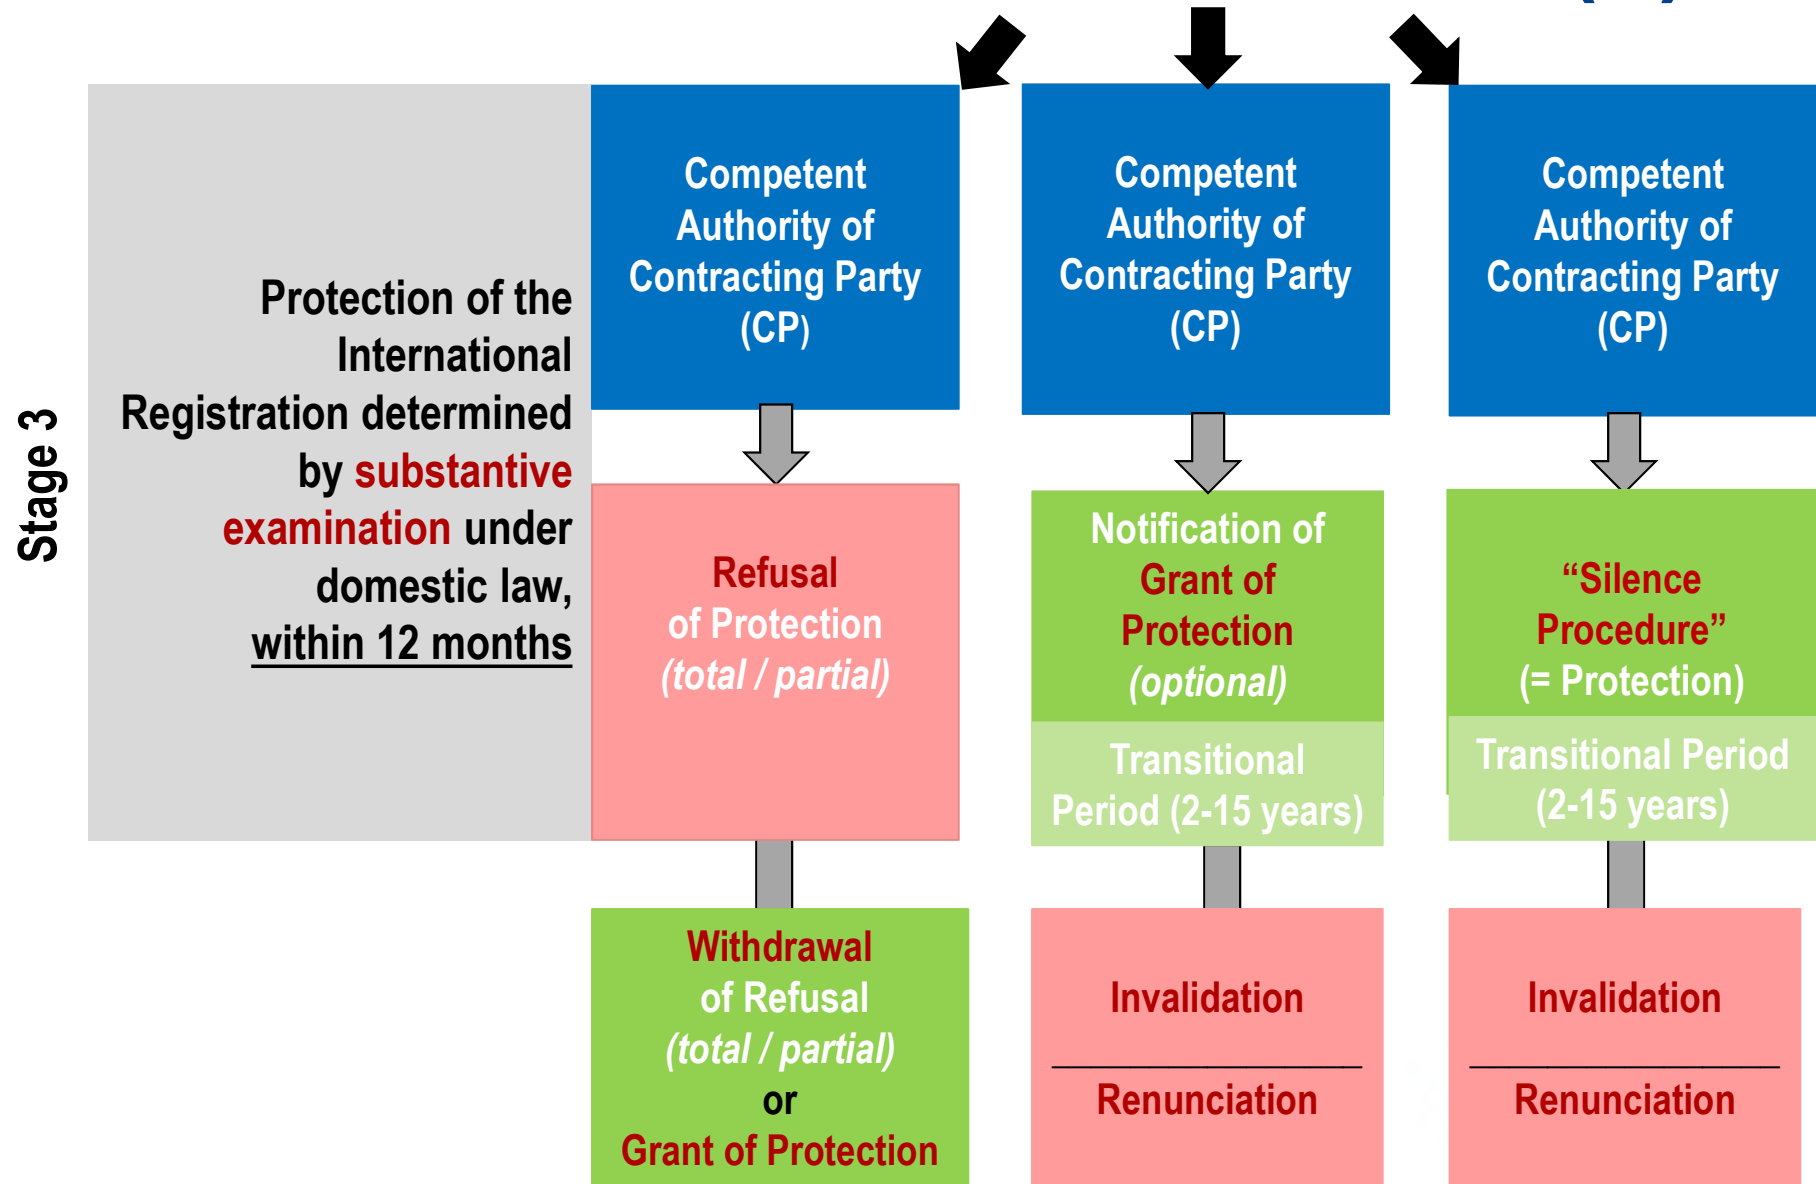 Stage 3
Protection of the
International
Registration determined
by substantive
examination under
domestic law,
within 12 months
Competent
Authority of
Contracting Party
(CP)
Refusal
of Protection
(total / partial)
Withdrawal
of Refusal
(total / partial)
or
Grant of Protection
Competent
Authority of
Contracting Party
(CP)
Notification of
Grant of
Protection
(optional)
Transitional
Period (2-15 years)
Invalidation
Renunciation
Competent
Authority of
Contracting Party
(CP)
“Silence
Procedure”
(= Protection)
Transitional Period
(2-15 years)
Invalidation
Renunciation